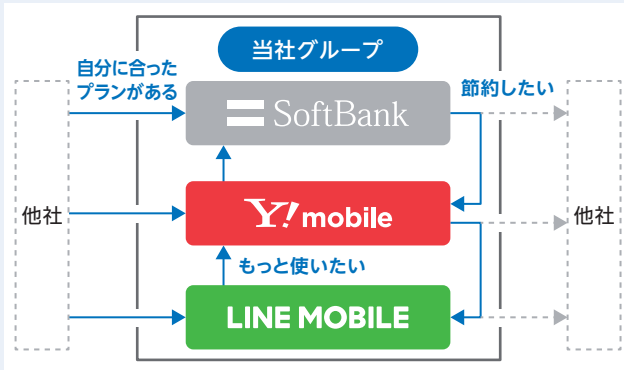 当社グループ
自分に合った
プランがある
節約したい
SoftBank
他社
Y!mobile
他社
もっと使いたい
LINE MOBILE